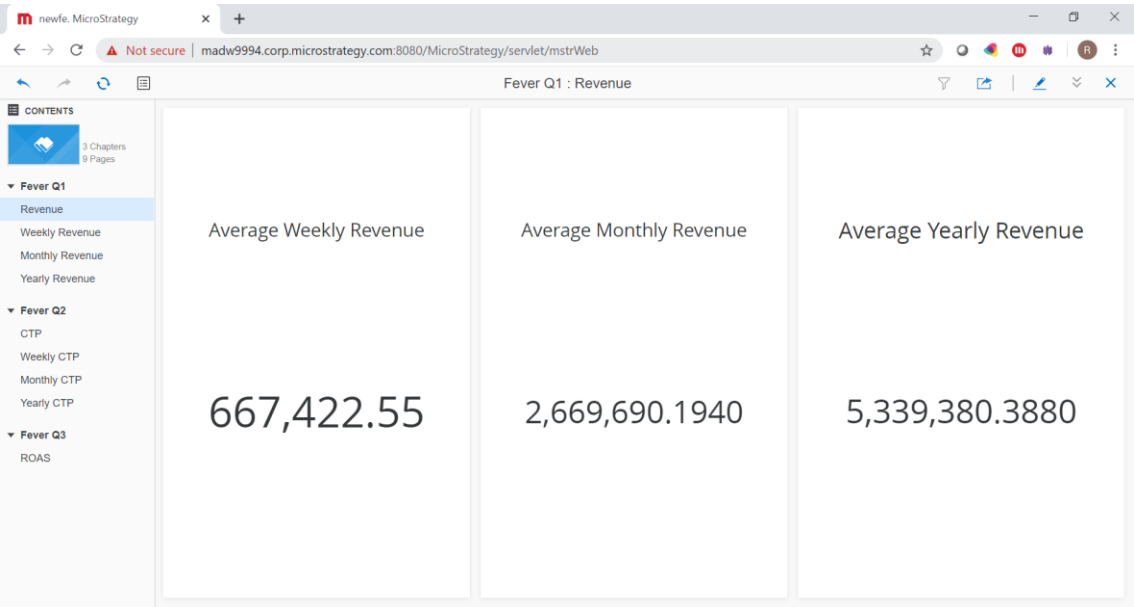 newfe. MicroStrategy
Not secure | madw9994.corp.microstrategy.com:8080/MicroStrategy/servlet/mstrWeb
R
Fever Q1 : Revenue
CONTENTS
3 Chapters
9 Pages
Fever Q1
Revenue
Weekly Revenue
Monthly Revenue
Yearly Revenue
Fever Q2
CTP
Weekly CTP
Monthly CTP
Yearly CTP
Fever Q3
ROAS
Average Weekly Revenue
667,422.55
Average Monthly Revenue
2,669,690.1940
Average Yearly Revenue
5,339,380.3880